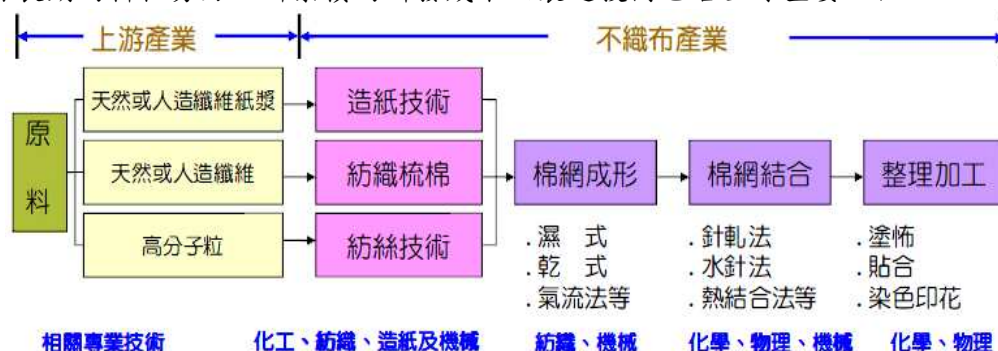 上游產業 不織布產業
天然或人造纖維紙漿 造紙技術
原料
天然或人造纖維 紡織梳棉 棉網成形 棉網結合 整理加工
高分子粒 紡絲技術
.濕 式 .針軋法 .塗怖
.乾 式 .水針法 .貼合
.氣流法等 .熱結合法等 .染色印花
相關專業技術 化工、紡織、造紙及機械 紡織、機械 化學、物理、機械 化學、物理